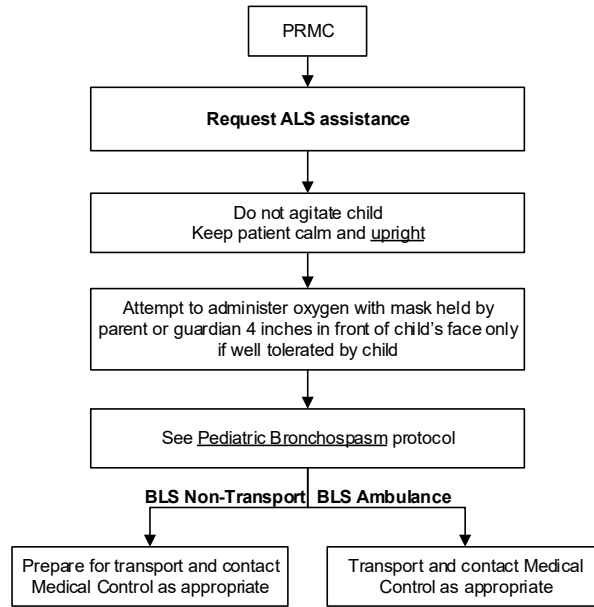 PRMC
Request ALS assistance
Do not agitate child
Keep patient calm and upright
Attempt to administer oxygen with mask held by
parent or guardian 4 inches in front of child’s face only
if well tolerated by child
See Pediatric Bronchospasm protocol
BLS Non-Transport
BLS Ambulance
Prepare for transport and contact
Medical Control as appropriate
Transport and contact Medical
Control as appropriate